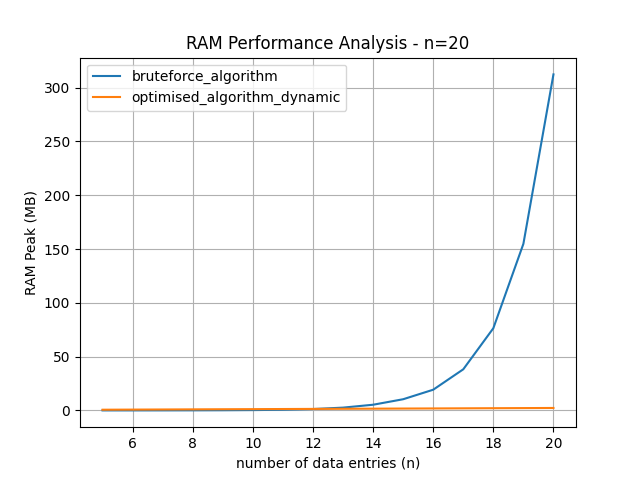 RAM Performance Analysis - n=20
bruteforce_algorithm
optimised_algorithm_dynamic
300
250
200
150
100
50
0
RAM Peak (MB)
6 8 10 12 14 16 18 20
number of data entries (n)